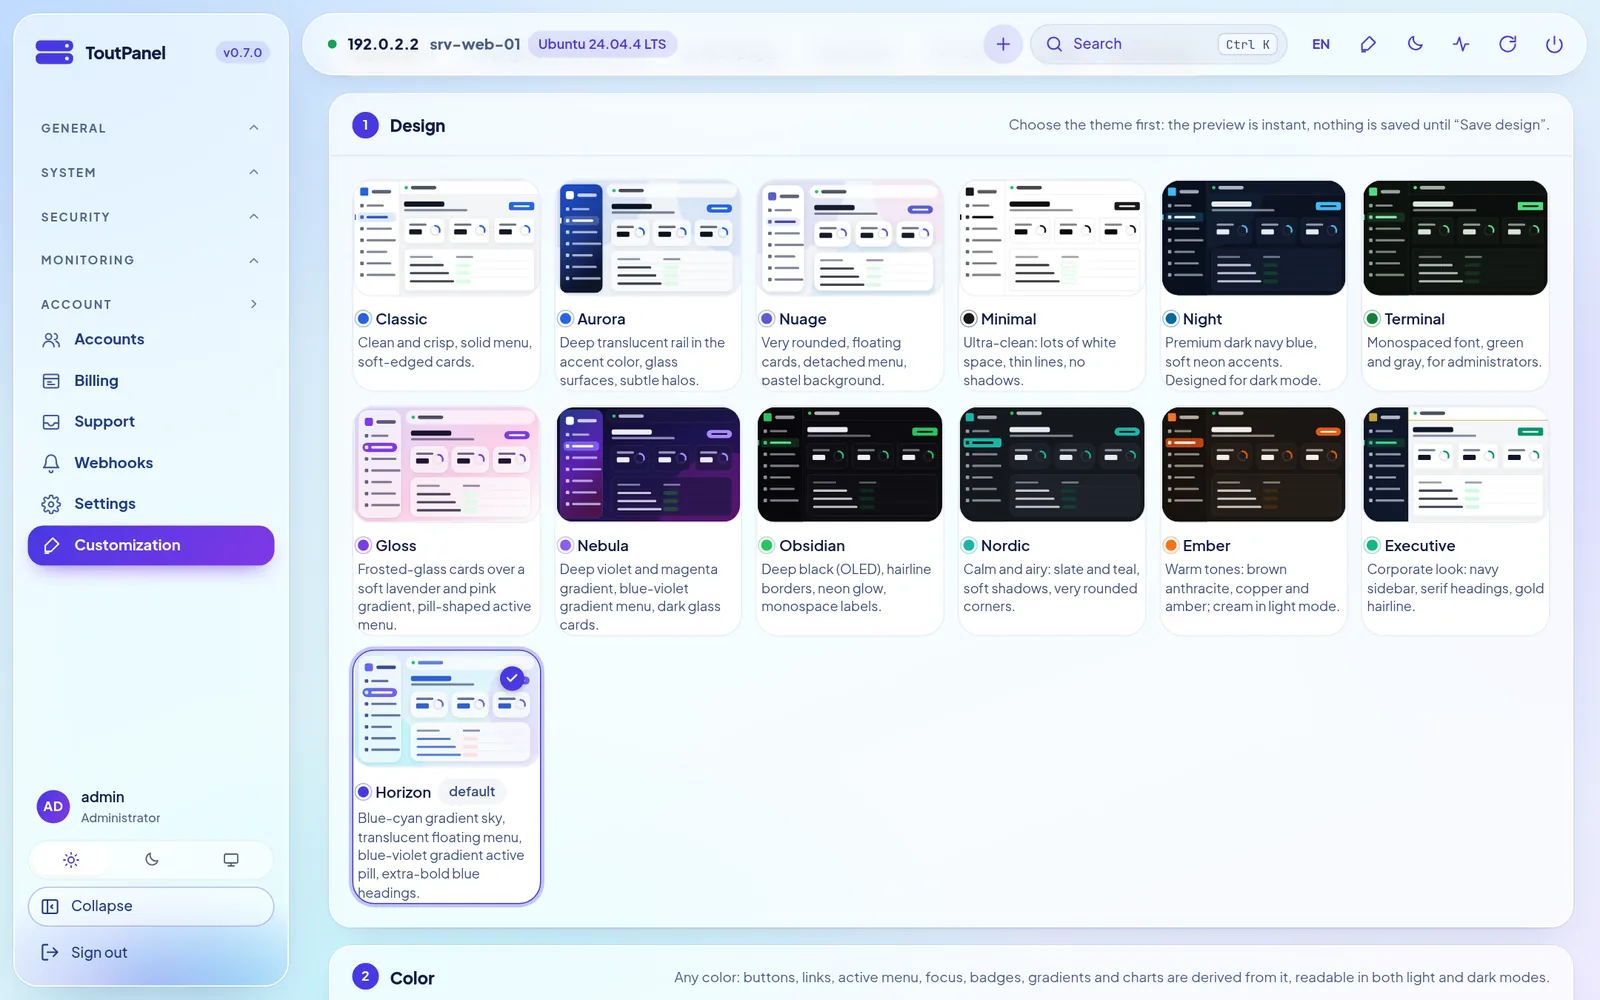 ToutPanel
v0.7.0
GENERAL
SYSTEM
SECURITY
MONITORING
ACCOUNT
Accounts
Billing
Support
Webhooks
Settings
Customization
AD
admin
Administrator
Collapse
Sign out
192.0.2.2 srv-web-01 Ubuntu 24.04.4 LTS
Search
Ctrl K
EN
1 Design
Choose the theme first: the preview is instant, nothing is saved until “Save design”.
Classic
Clean and crisp, solid menu,
soft-edged cards.
Aurora
Deep translucent rail in the
accent color, glass
surfaces, subtle halos.
Nuage
Very rounded, floating
cards, detached menu,
pastel background.
Minimal
Ultra-clean: lots of white
space, thin lines, no
shadows.
Night
Premium dark navy blue,
soft neon accents.
Designed for dark mode.
Terminal
Monospaced font, green
and gray, for administrators.
Gloss
Frosted-glass cards over a
soft lavender and pink
gradient, pill-shaped active
menu.
Nebula
Deep violet and magenta
gradient, blue-violet
gradient menu, dark glass
cards.
Obsidian
Deep black (OLED), hairline
borders, neon glow,
monospace labels.
Nordic
Calm and airy: slate and teal,
soft shadows, very rounded
corners.
Ember
Warm tones: brown
anthracite, copper and
amber; cream in light mode.
Executive
Corporate look: navy
sidebar, serif headings, gold
hairline.
Horizon default
Blue-cyan gradient sky,
translucent floating menu,
blue-violet gradient active
pill, extra-bold blue
headings.
2 Color
Any color: buttons, links, active menu, focus, badges, gradients and charts are derived from it, readable in both light and dark modes.